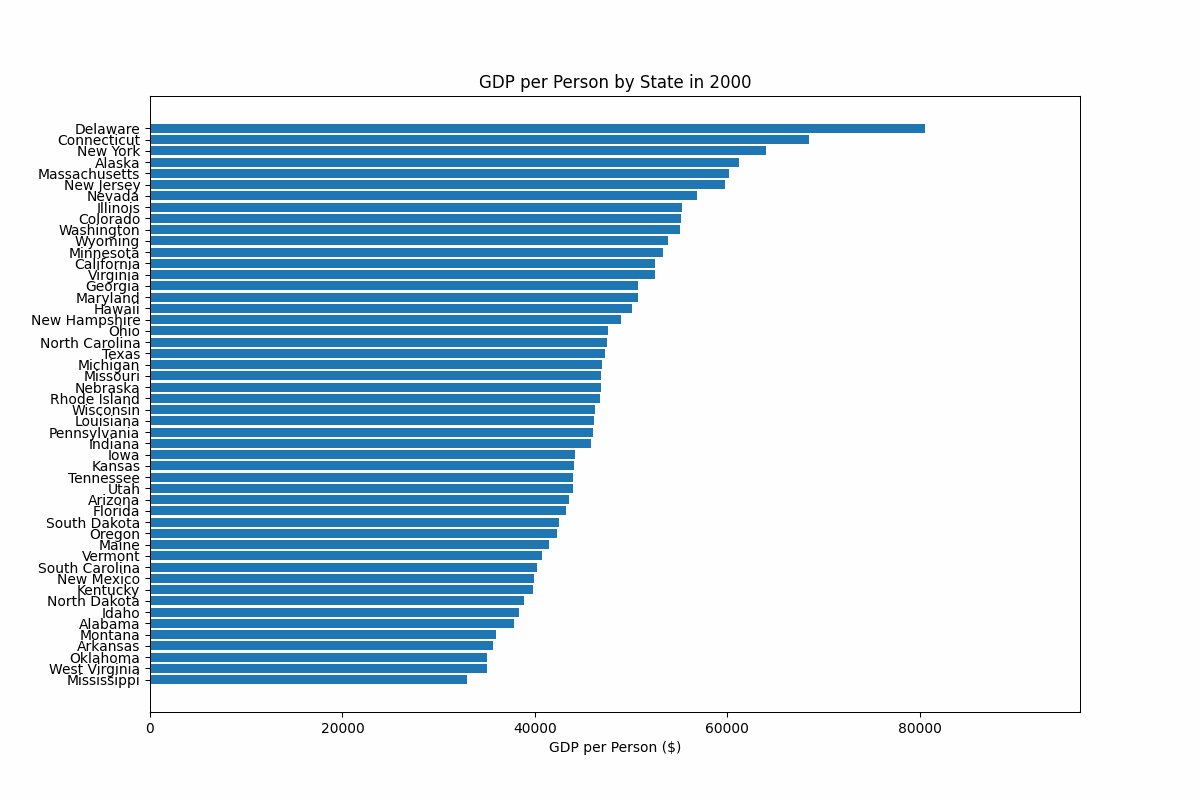 GDP per Person by State in 2000
Delaware
Connecticut
New York
Alaska
Massachusetts
New Jersey
Nevada
Illinois
Colorado
Washington
Wyoming
Minnesota
California
Virginia
Georgia
Maryland
Hawaii
New Hampshire
Ohio
North Carolina
Texas
Michigan
Missouri
Nebraska
Rhode Island
Wisconsin
Louisiana
Pennsylvania
Indiana
Iowa
Kansas
Tennessee
Utah
Arizona
Florida
South Dakota
Oregon
Maine
Vermont
South Carolina
New Mexico
Kentucky
North Dakota
Idaho
Alabama
Montana
Arkansas
Oklahoma
West Virginia
Mississippi
0 20000 40000 60000 80000
GDP per Person ($)